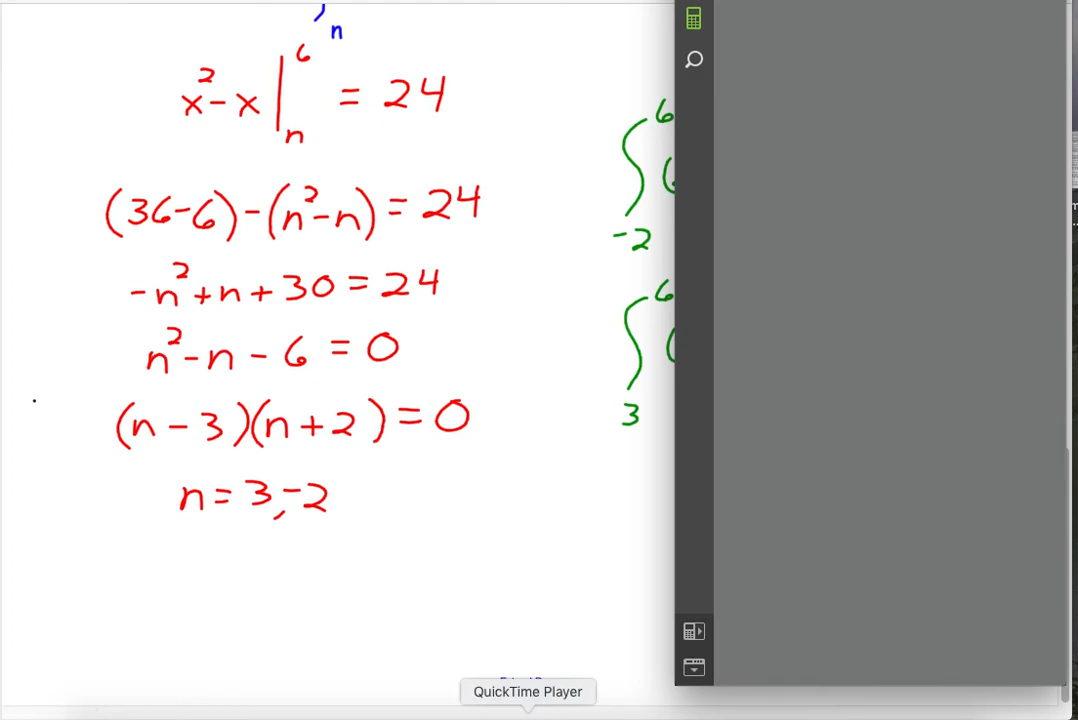 n
x²-x |₍ₙ₎⁶ = 24
(36-6)-(n²-n) = 24
-n²+n+30 = 24
n²-n-6 = 0
(n-3)(n+2) = 0
n = 3,-2
∫ 6 (
-2
∫ 6 (
3
QuickTime Player